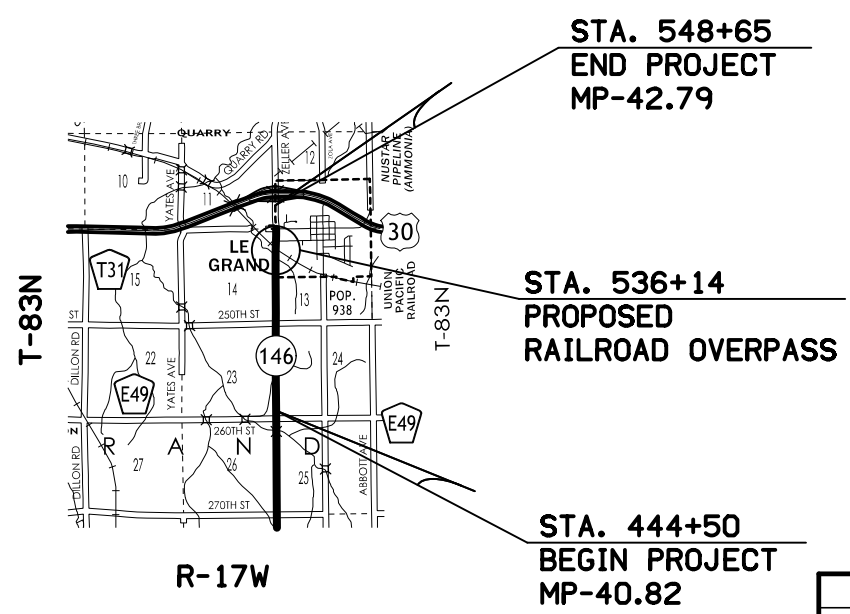 STA. 548+65
END PROJECT
MP-42.79
QUARRY
QUARRY RD
ZELLER AVE
12
NUSTAR
PIPELINE
(AMMONIA)
10
11
YATES AVE
30
LE
GRAND
T31
15
14
13
POP.
938
UNION
PACIFIC
RAILROAD
T-83N
T-83N
STA. 536+14
PROPOSED
RAILROAD OVERPASS
ST
250TH ST
DILLON RD
22
YATES AVE
146
23
24
E49
E49
260TH ST
R A N D
N
27
26
25
DILLON RD
ABBOTT AVE
270TH ST
STA. 444+50
BEGIN PROJECT
MP-40.82
R-17W